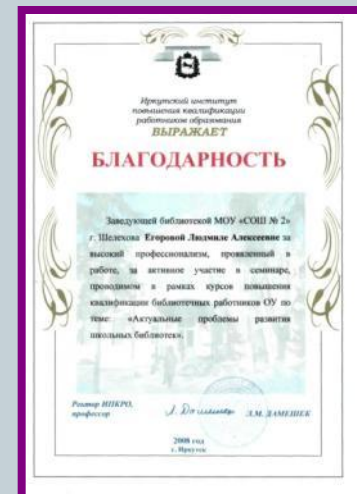 Иркутский институт
повышения квалификации
работников образования
ВЫРАЖАЕТ
БЛАГОДАРНОСТЬ
Заведующей библиотекой МОУ «СОШ № 2»
г. Шелехова Егоровой Людмиле Алексеевне за
высокий профессионализм, проявленный в
работе, за активное участие в семинаре,
проводимом в рамках курсов повышения
квалификации библиотечных работников ОУ по
теме: «Актуальные проблемы развития
школьных библиотек».
Ректор ИПКРО,
профессор
Л.М. ДАМЕШЕК
2008 год
г. Иркутск